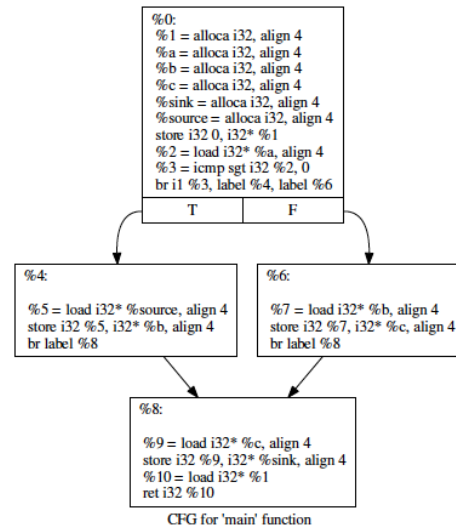 %0:
%1 = alloca i32, align 4
%a = alloca i32, align 4
%b = alloca i32, align 4
%c = alloca i32, align 4
%sink = alloca i32, align 4
%source = alloca i32, align 4
store i32 0, i32* %1
%2 = load i32* %a, align 4
%3 = icmp sgt i32 %2, 0
br i1 %3, label %4, label %6
T F
%4:
%5 = load i32* %source, align 4
store i32 %5, i32* %b, align 4
br label %8
%6:
%7 = load i32* %b, align 4
store i32 %7, i32* %c, align 4
br label %8
%8:
%9 = load i32* %c, align 4
store i32 %9, i32* %sink, align 4
%10 = load i32* %1
ret i32 %10
CFG for 'main' function